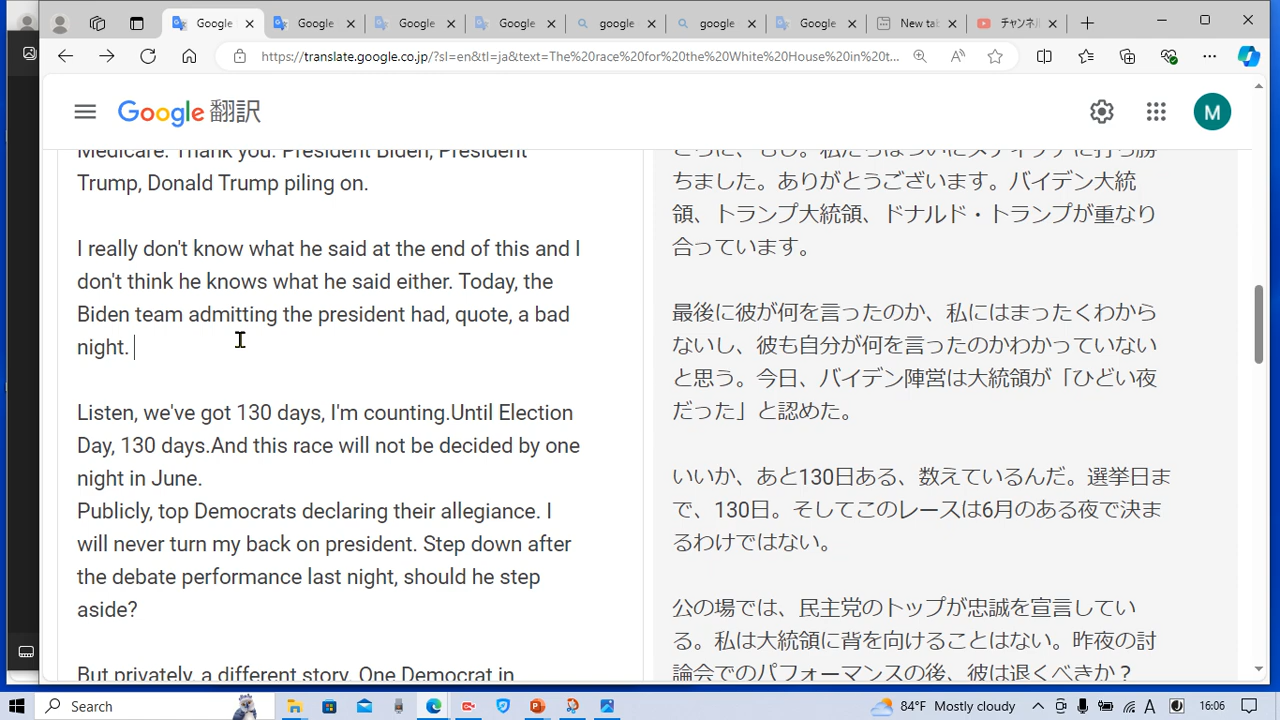 Google
Google
Google
Google
google
google
Google
New tab
チャンネル
https://translate.google.co.jp/?sl=en&tl=ja&text=The%20race%20for%20the%20White%20House%20in%20t...
Google 翻訳
M
Medicare. Thank you. President Biden, President
Trump, Donald Trump piling on.
I really don't know what he said at the end of this and I
don't think he knows what he said either. Today, the
Biden team admitting the president had, quote, a bad
night.
Listen, we've got 130 days, I'm counting.Until Election
Day, 130 days.And this race will not be decided by one
night in June.
Publicly, top Democrats declaring their allegiance. I
will never turn my back on president. Step down after
the debate performance last night, should he step
aside?
But privately, a different story. One Democrat in
ちました。ありがとうございます。バイデン大統
領、トランプ大統領、ドナルド・トランプが重なり
合っています。
最後に彼が何を言ったのか、私にはまったくわから
ないし、彼も自分が何を言ったのかわかっていない
と思う。今日、バイデン陣営は大統領が「ひどい夜
だった」と認めた。
いいか、あと130日ある、数えているんだ。選挙日ま
で、130日。そしてこのレースは6月のある夜で決ま
るわけではない。
公の場では、民主党のトップが忠誠を宣言してい
る。私は大統領に背を向けることはない。昨夜の討
論会でのパフォーマンスの後、彼は退くべきか？
Search
84°F Mostly cloudy
A
16:06